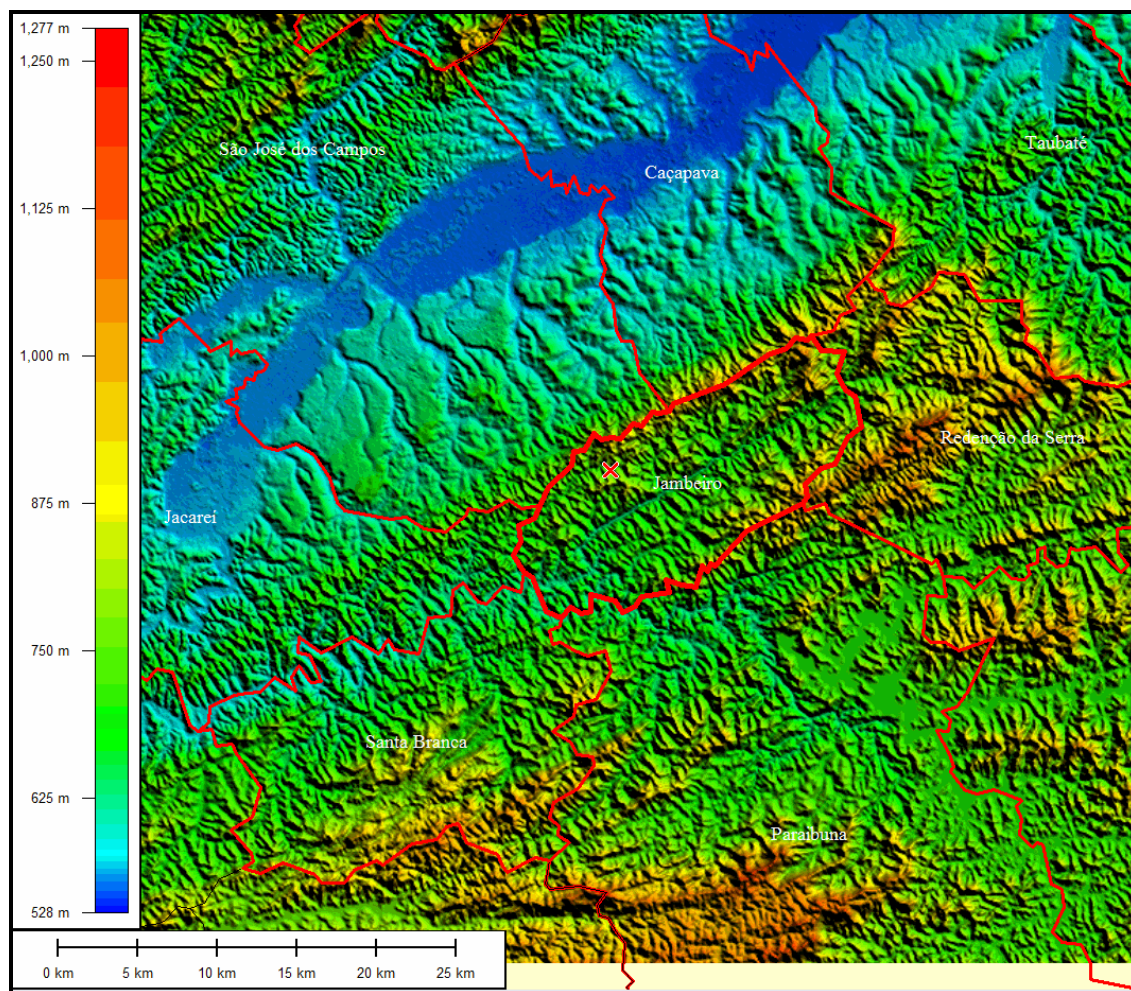 1,277 m
1,250 m
1,125 m
1,000 m
875 m
750 m
625 m
528 m
São José dos Campos
Taubaté
Caçapava
Redenção da Serra
Jambeiro
Jacareí
Santa Branca
Paraibuna
0 km 5 km 10 km 15 km 20 km 25 km